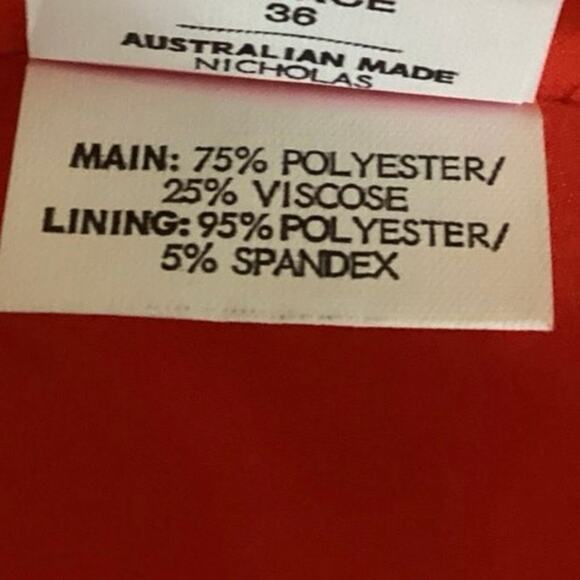 36
AUSTRALIAN MADE
NICHOLAS
MAIN: 75% POLYESTER/
25% VISCOSE
LINING: 95% POLYESTER/
5% SPANDEX